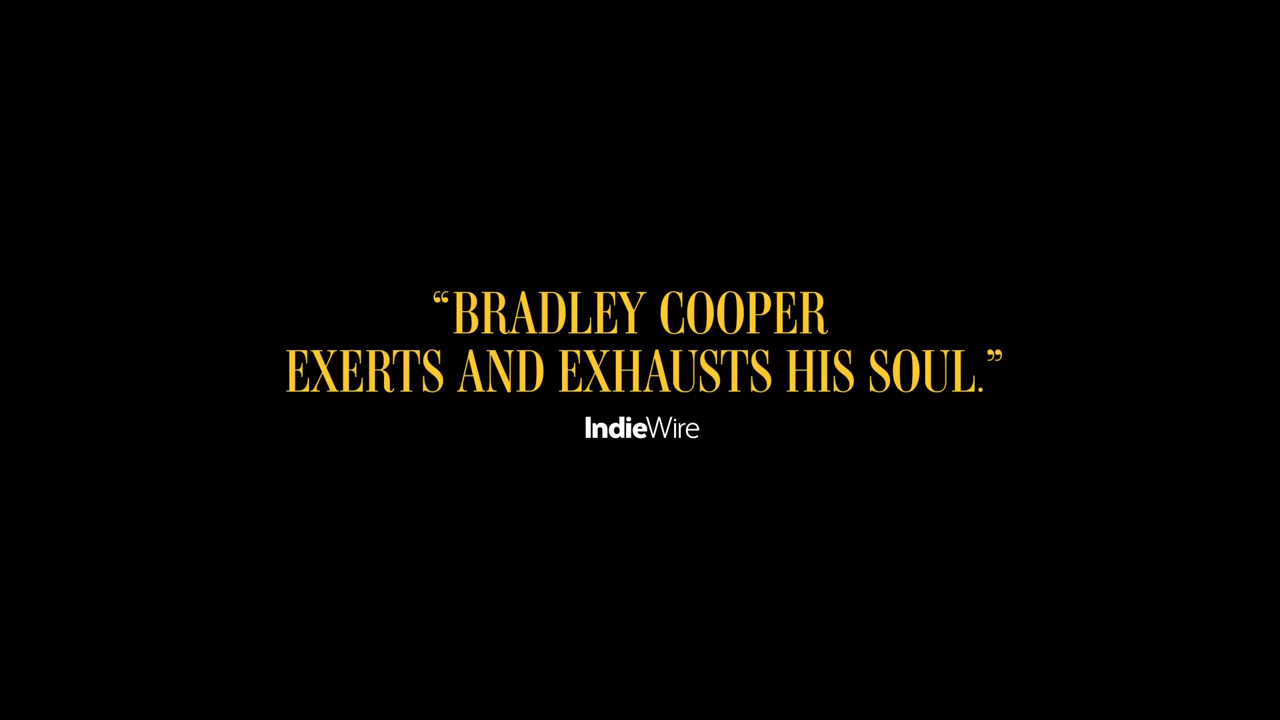 “BRADLEY COOPER
EXERTS AND EXHAUSTS HIS SOUL.”
IndieWire